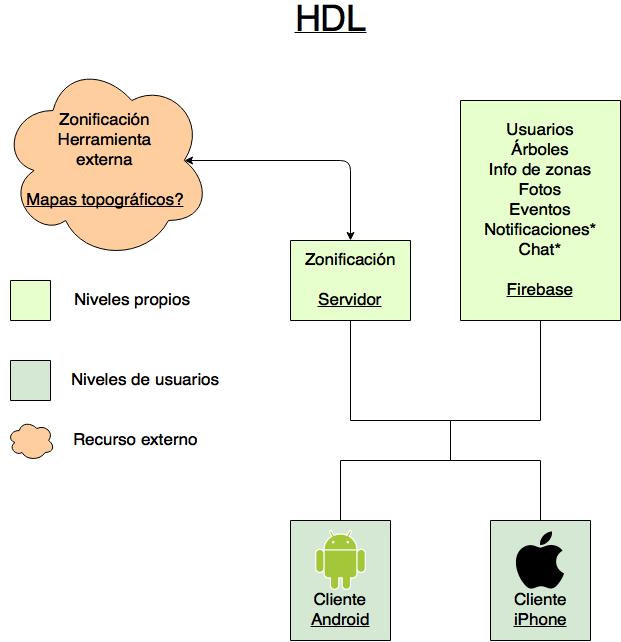 HDL
Zonificación
Herramienta
externa
Mapas topográficos?
Usuarios
Árboles
Info de zonas
Fotos
Eventos
Notificaciones*
Chat*
Firebase
Zonificación
Servidor
Niveles propios
Niveles de usuarios
Recurso externo
Cliente
Android
Cliente
iPhone